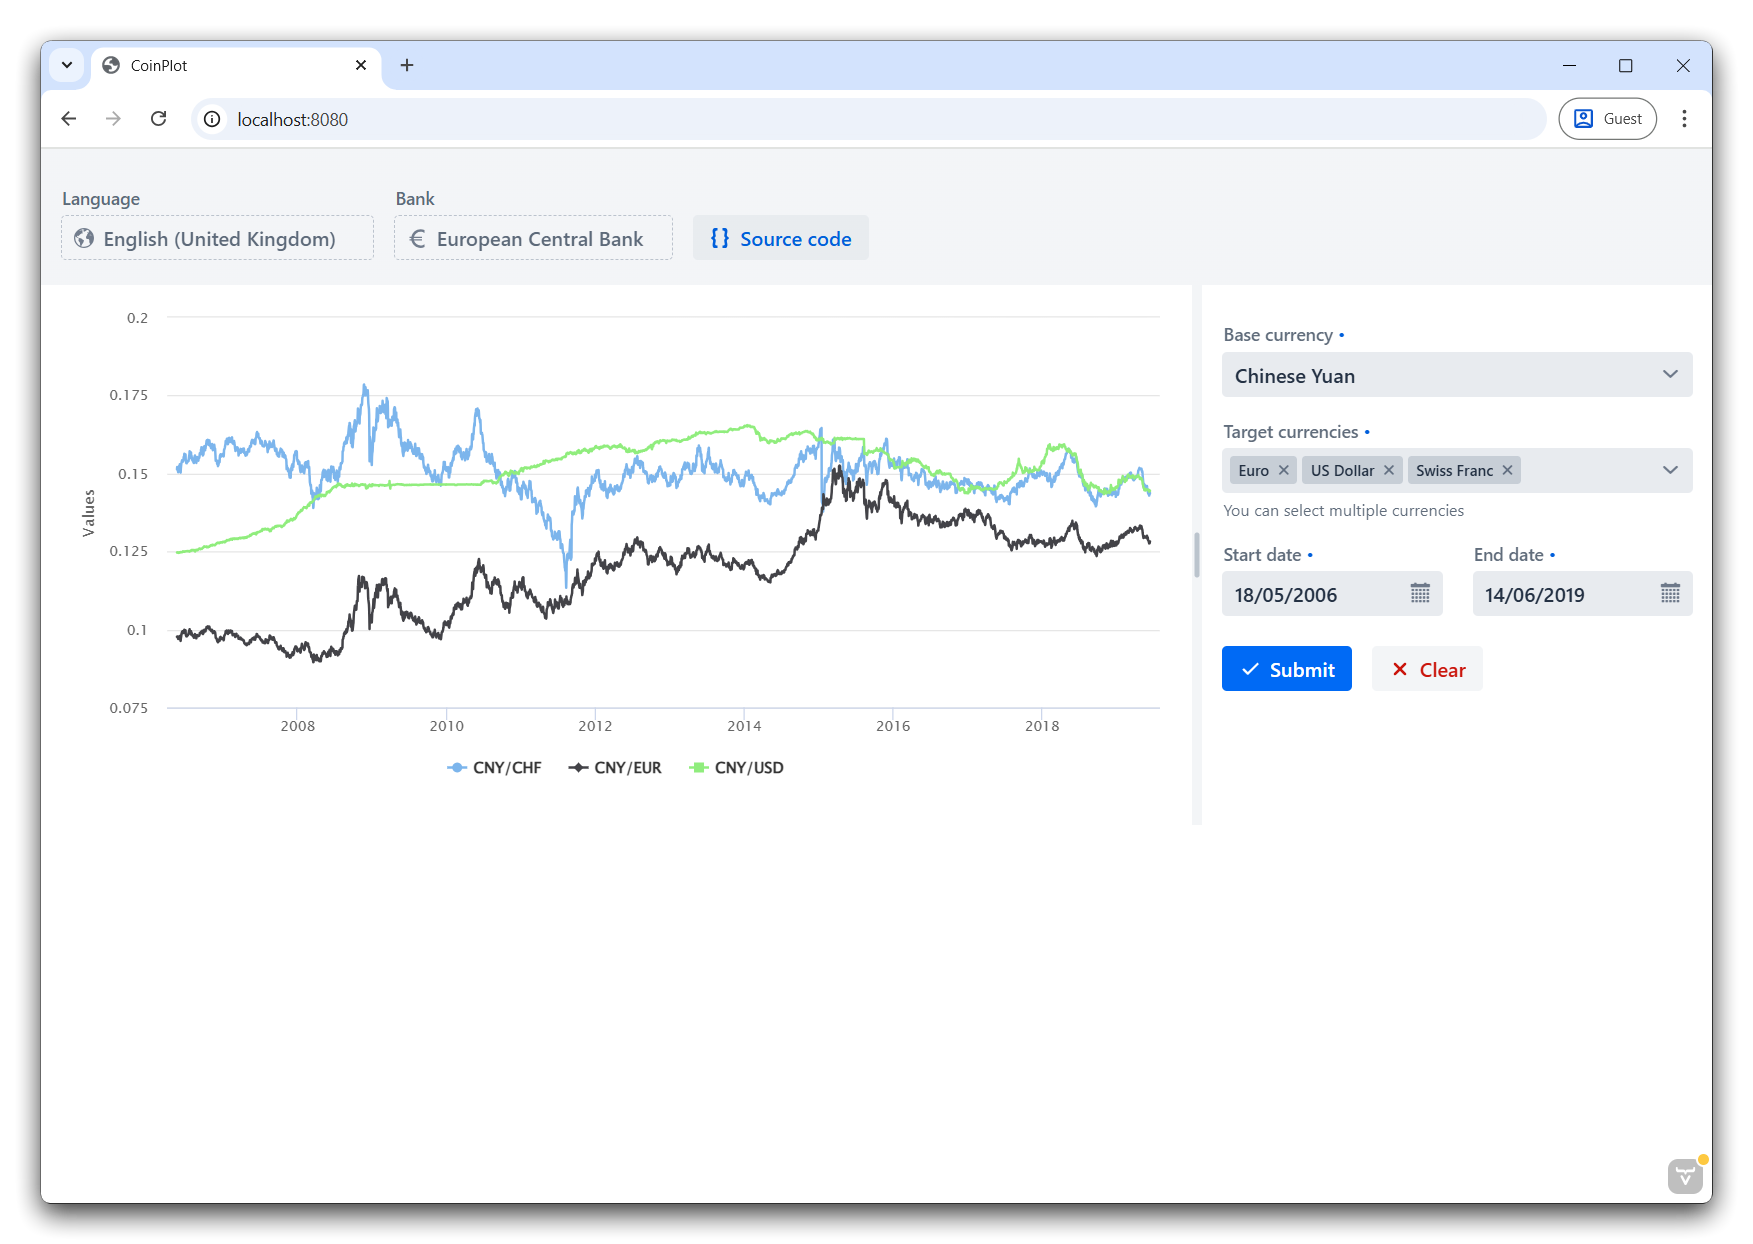 CoinPlot
localhost:8080
Guest
Language
Bank
English (United Kingdom)
€ European Central Bank
{} Source code
0.2
0.175
0.15
0.125
0.1
0.075
Values
2008 2010 2012 2014 2016 2018
CNY/CHF CNY/EUR CNY/USD
Base currency •
Chinese Yuan
Target currencies •
Euro US Dollar Swiss Franc
You can select multiple currencies
Start date • End date •
18/05/2006 14/06/2019
Submit Clear